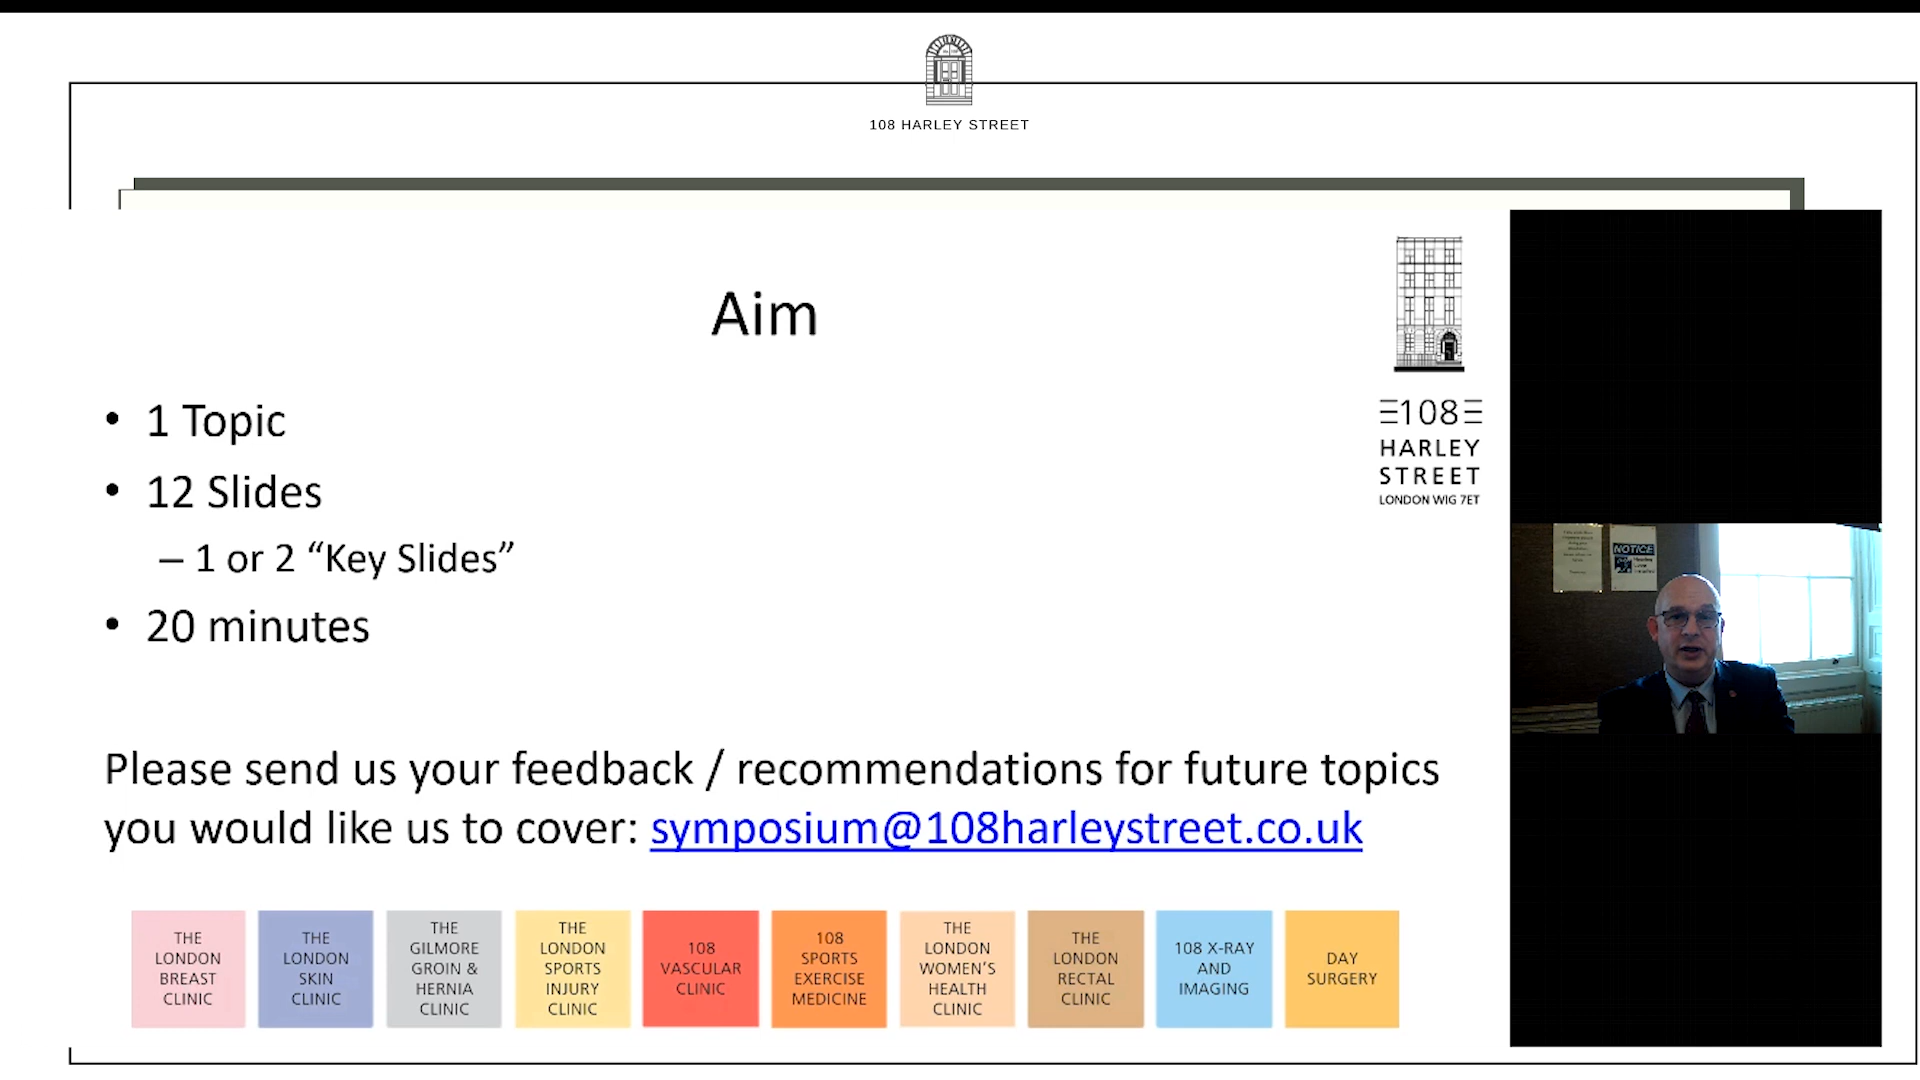 108 HARLEY STREET
Aim
• 1 Topic
• 12 Slides
– 1 or 2 “Key Slides”
• 20 minutes
108
HARLEY
STREET
LONDON WIG 7ET
NOTICE
Please send us your feedback / recommendations for future topics
you would like us to cover: symposium@108harleystreet.co.uk
THE
LONDON
BREAST
CLINIC
THE
LONDON
SKIN
CLINIC
THE
GILMORE
GROIN &
HERNIA
CLINIC
THE
LONDON
SPORTS
INJURY
CLINIC
108
VASCULAR
CLINIC
108
SPORTS
EXERCISE
MEDICINE
THE
LONDON
WOMEN'S
HEALTH
CLINIC
THE
LONDON
RECTAL
CLINIC
108 X-RAY
AND
IMAGING
DAY
SURGERY